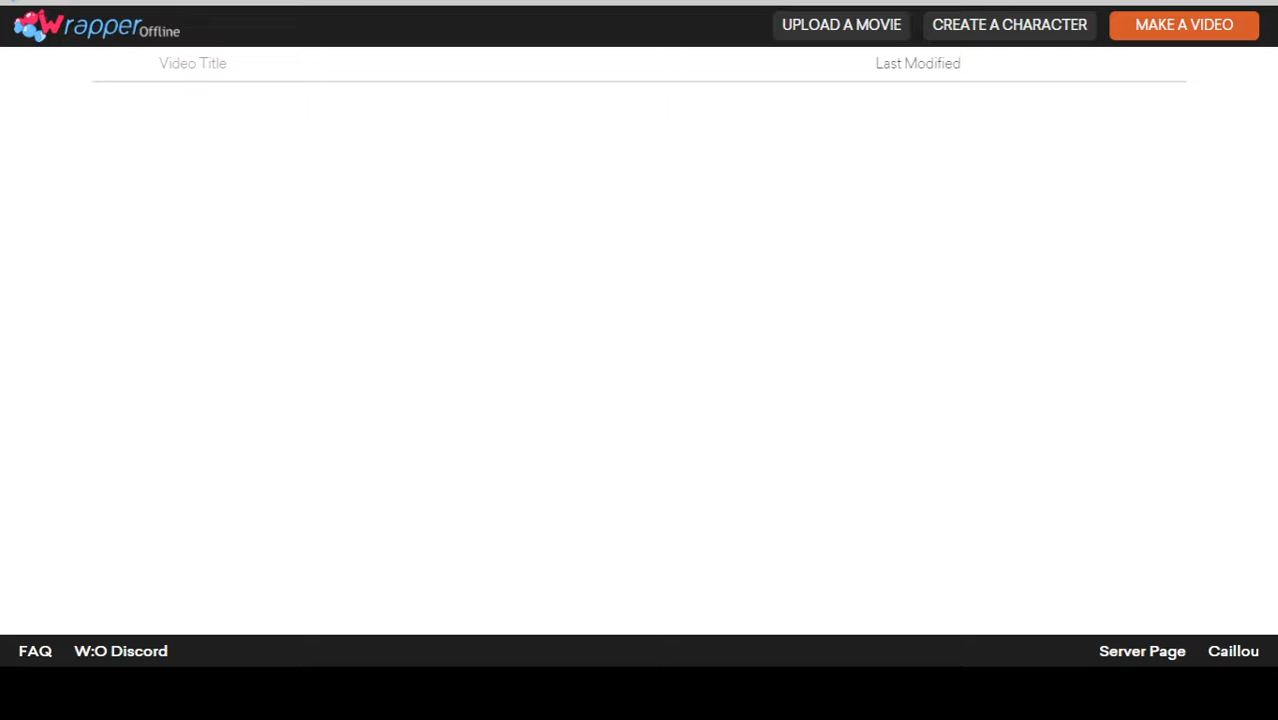 Wrapper Offline
UPLOAD A MOVIE
CREATE A CHARACTER
MAKE A VIDEO
Video Title
Last Modified
FAQ
W:O Discord
Server Page
Caillou